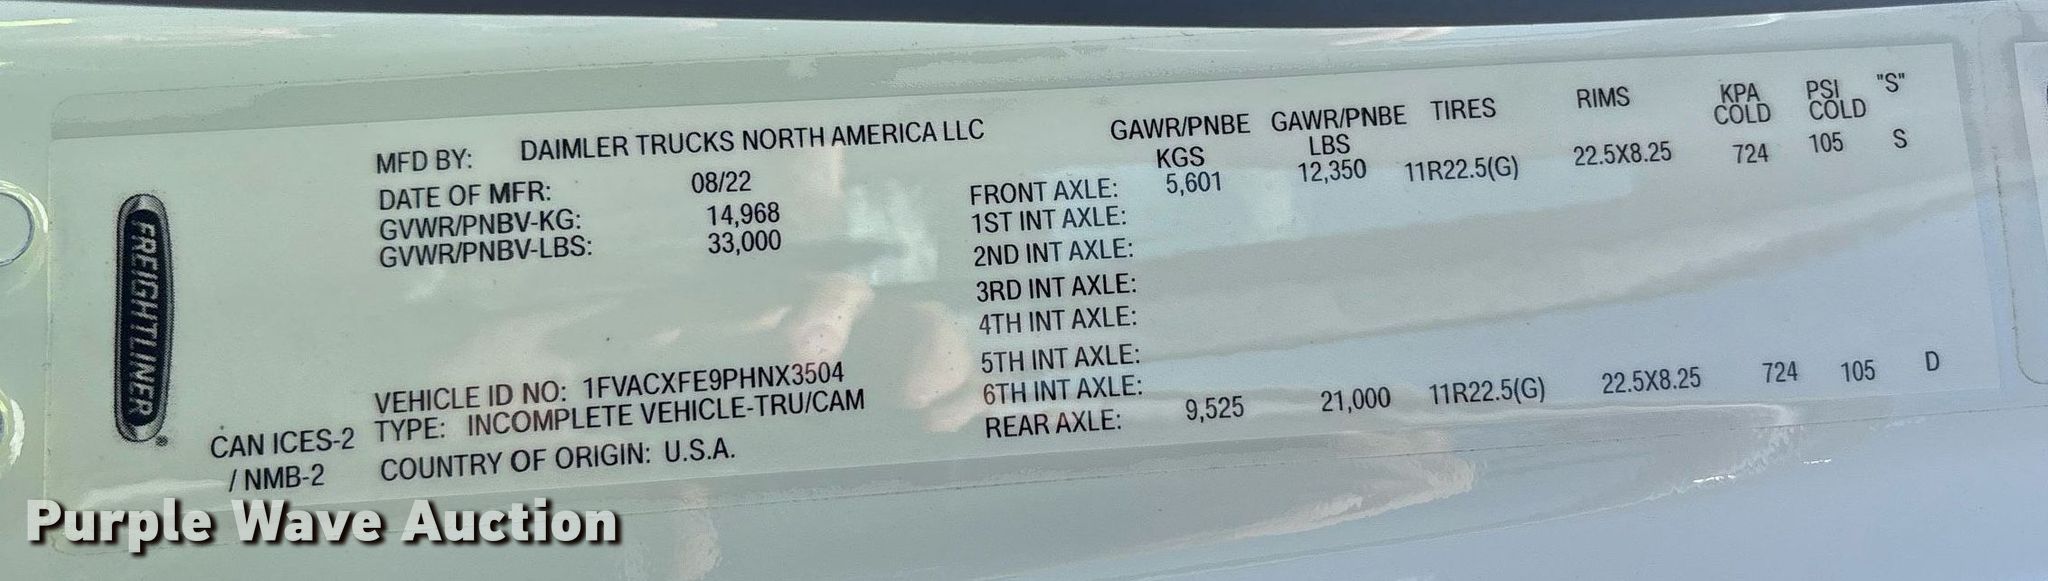 FREIGHTLINER
MFD BY: DAIMLER TRUCKS NORTH AMERICA LLC
DATE OF MFR: 08/22
GVWR/PNBV-KG: 14,968
GVWR/PNBV-LBS: 33,000
VEHICLE ID NO: 1FVACXFE9PHNX3504
TYPE: INCOMPLETE VEHICLE-TRU/CAM
COUNTRY OF ORIGIN: U.S.A.
CAN ICES-2
/ NMB-2
GAWR/PNBE GAWR/PNBE TIRES RIMS KPA PSI "S"
KGS LBS COLD COLD
FRONT AXLE: 5,601 12,350 11R22.5(G) 22.5X8.25 724 105 S
1ST INT AXLE:
2ND INT AXLE:
3RD INT AXLE:
4TH INT AXLE:
5TH INT AXLE:
6TH INT AXLE:
REAR AXLE: 9,525 21,000 11R22.5(G) 22.5X8.25 724 105 D
Purple Wave Auction